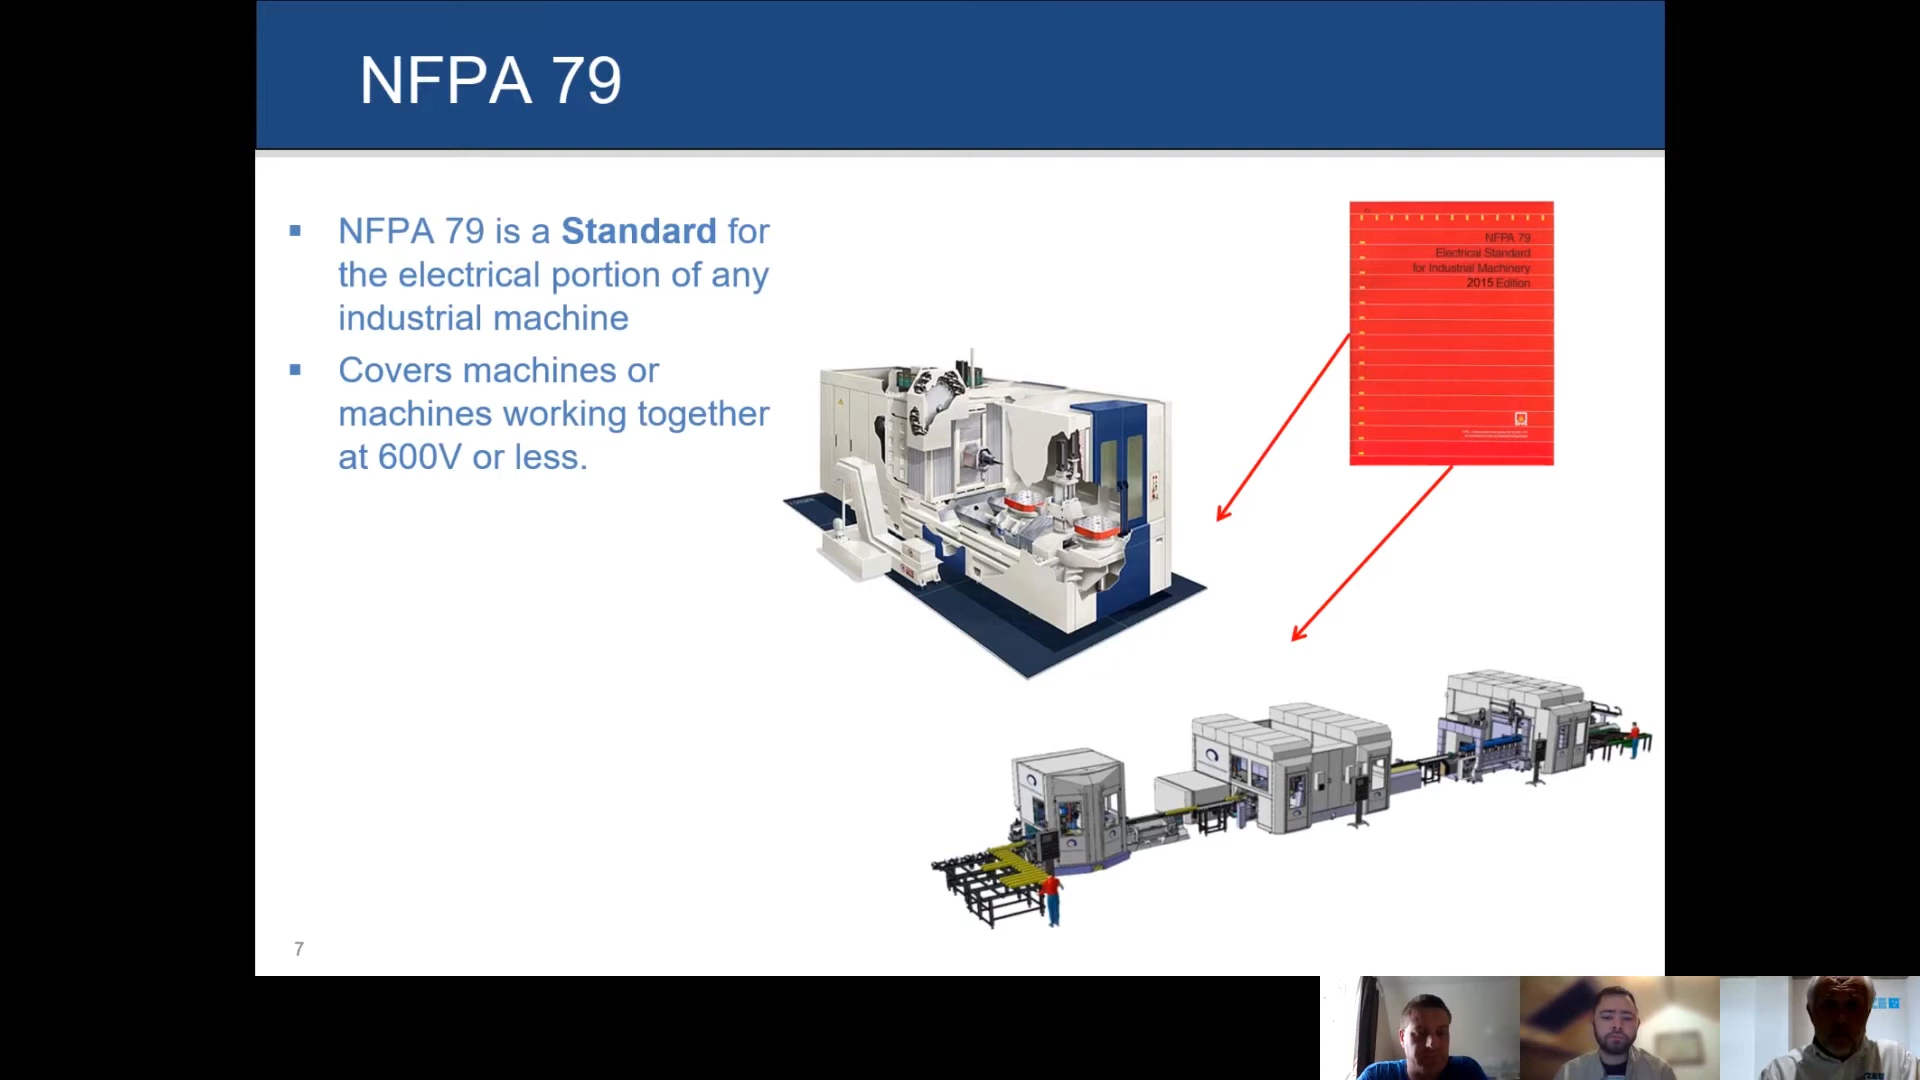 NFPA 79
▪ NFPA 79 is a Standard for
the electrical portion of any
industrial machine
▪ Covers machines or
machines working together
at 600V or less.
NFPA 79
Electrical Standard
for Industrial Machinery
2015 Edition
7